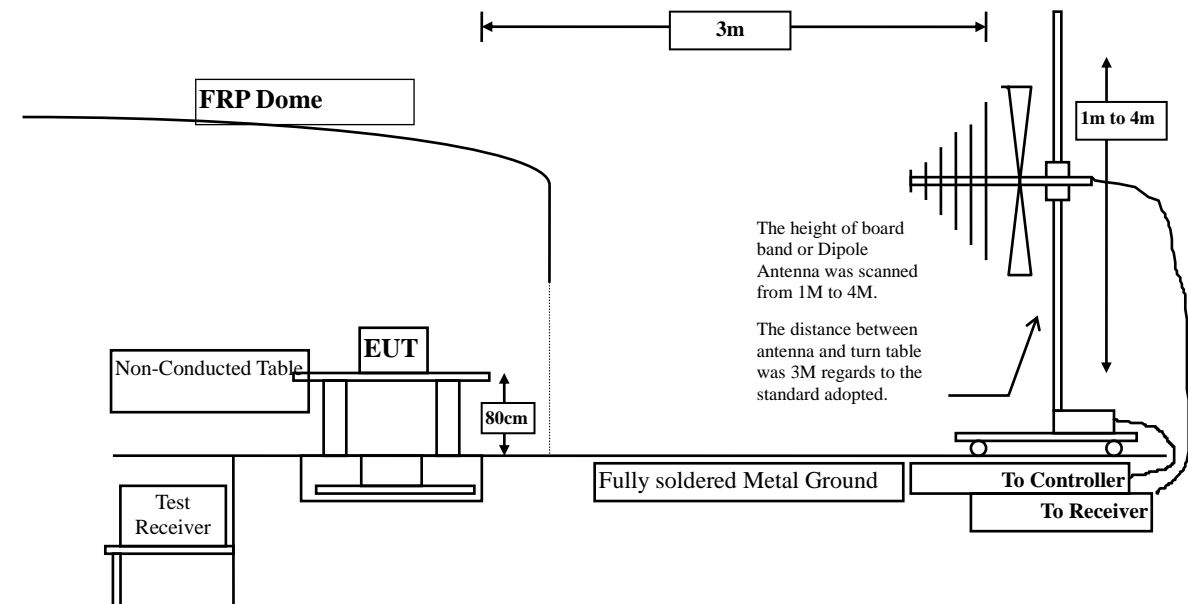 3m
FRP Dome
1m to 4m
The height of board
band or Dipole
Antenna was scanned
from 1M to 4M.
The distance between
antenna and turn table
was 3M regards to the
standard adopted.
EUT
Non-Conducted Table
80cm
Fully soldered Metal Ground
To Controller
To Receiver
Test
Receiver